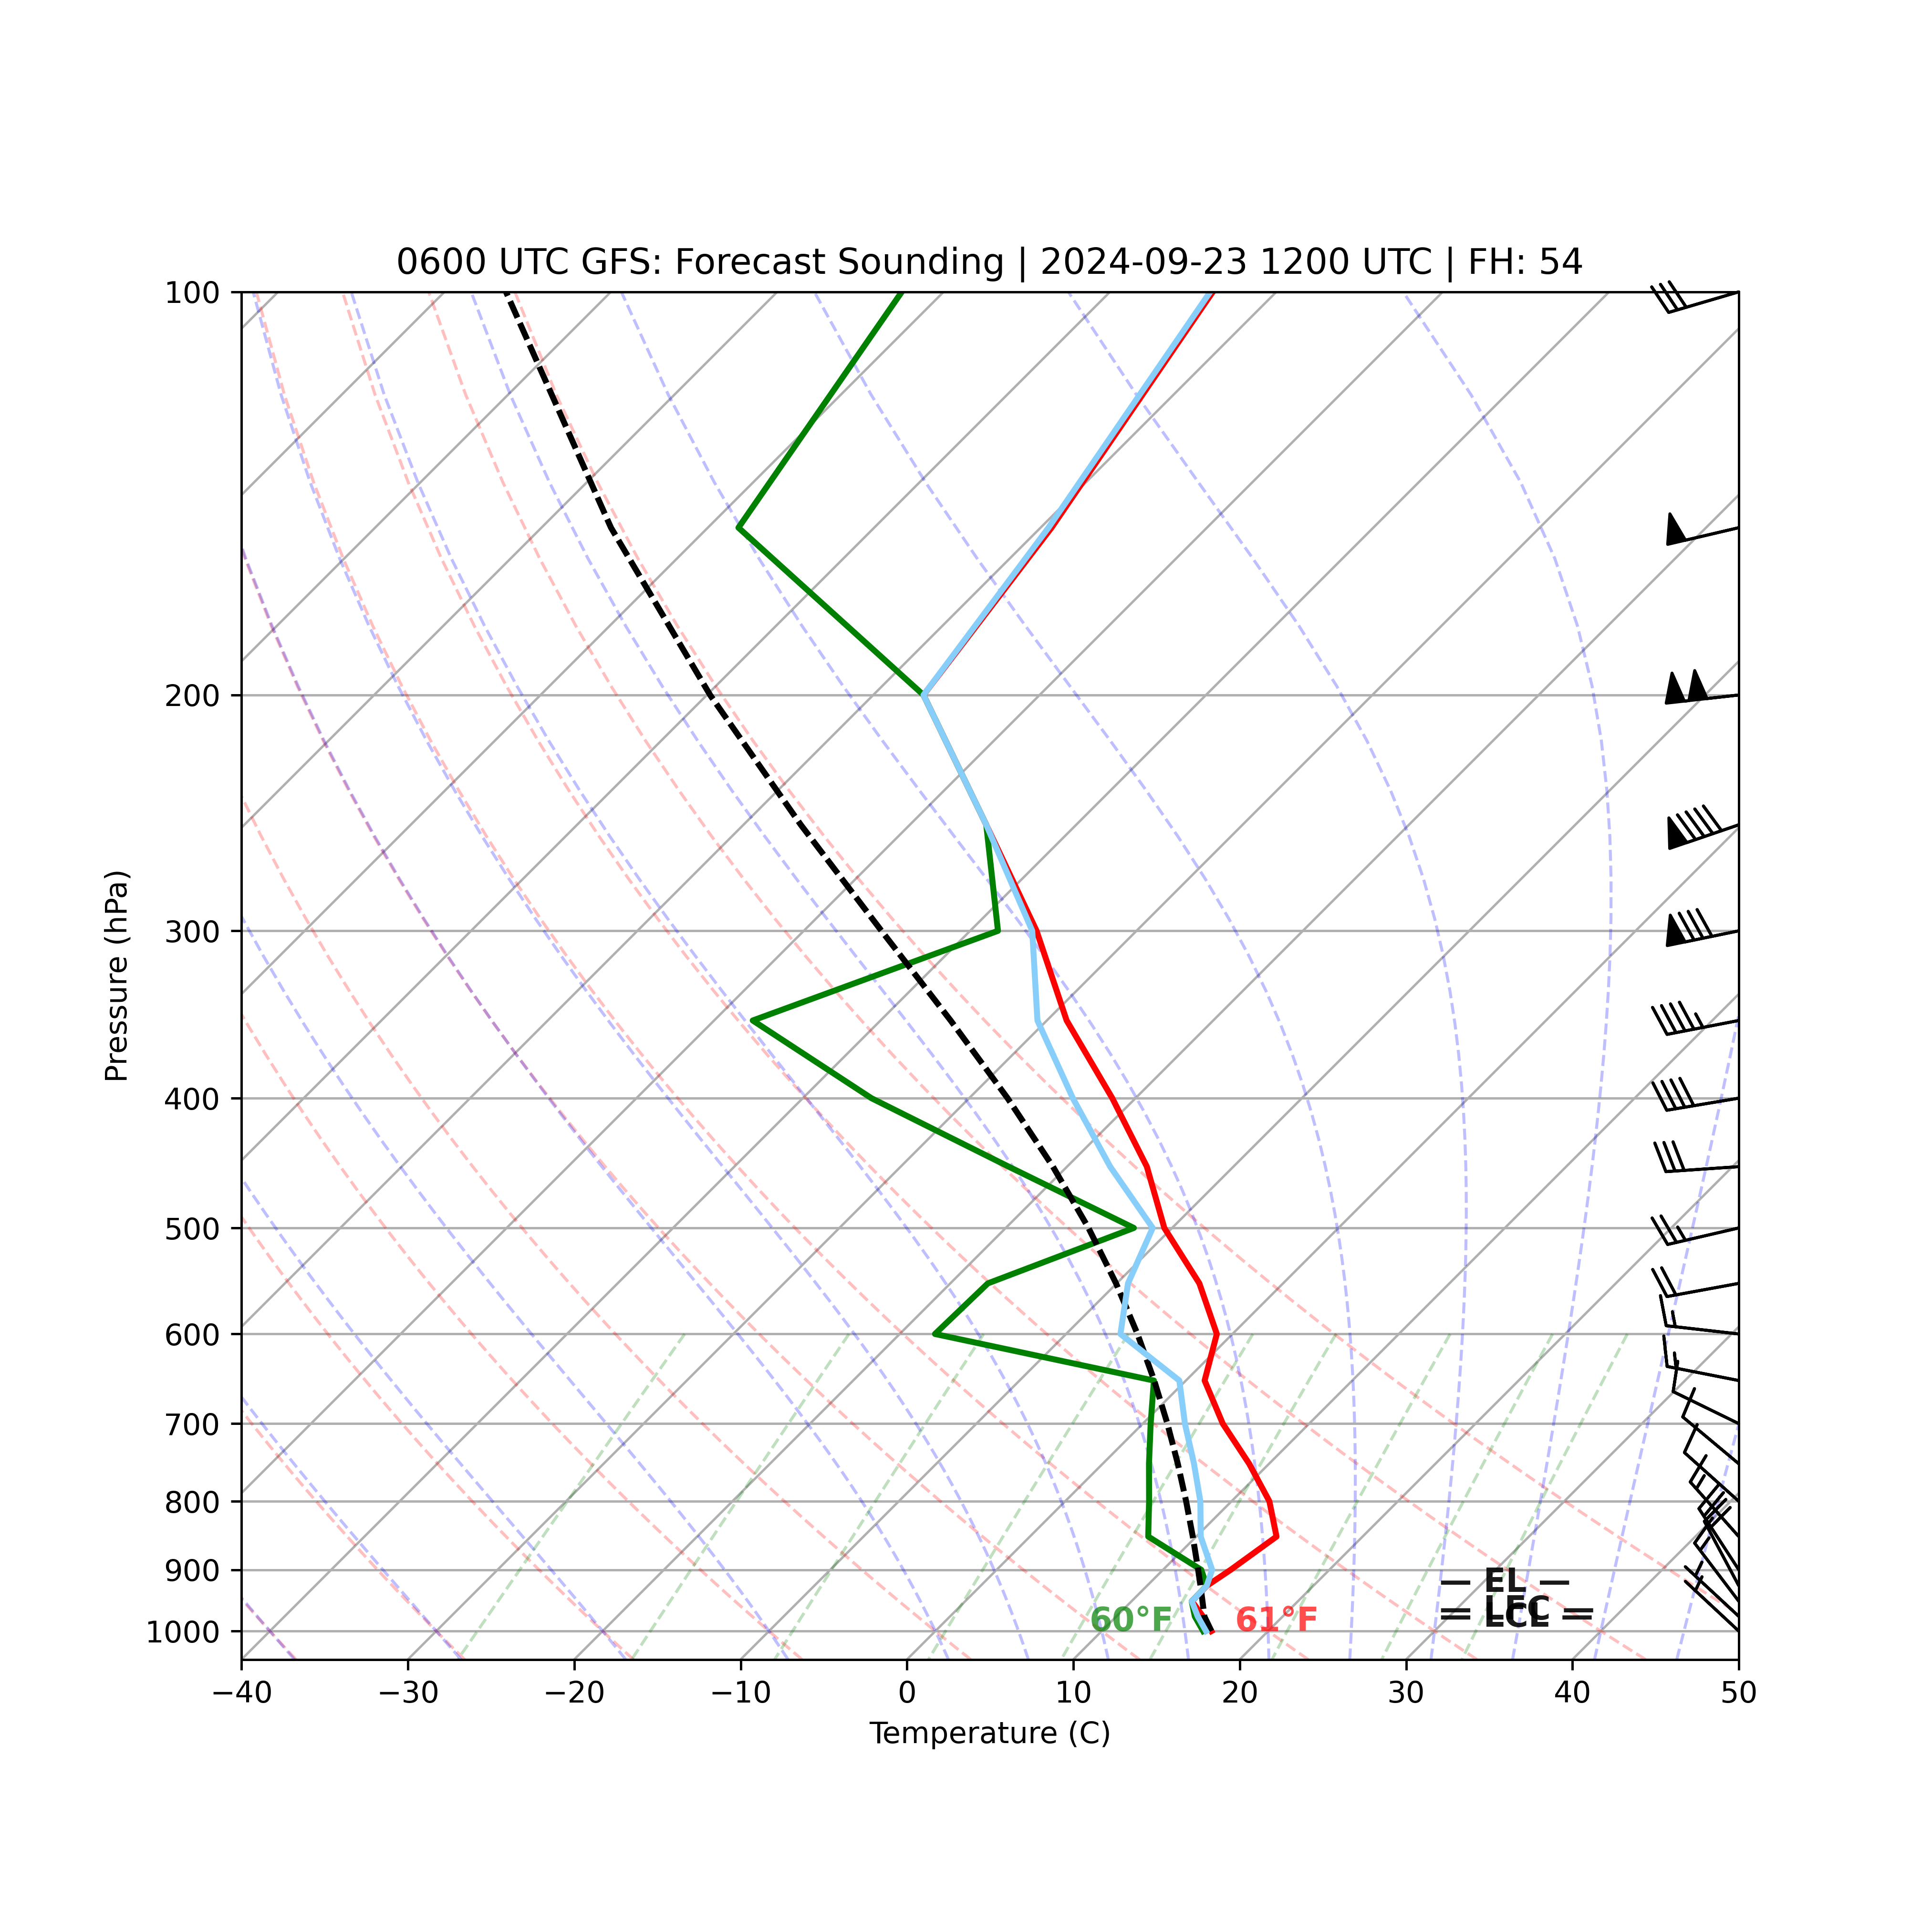 0600 UTC GFS: Forecast Sounding | 2024-09-23 1200 UTC | FH: 54
100
200
300
400
500
600
700
800
900
1000
Pressure (hPa)
— EL —
— LFC —
— LCL —
60°F
61°F
−40 −30 −20 −10 0 10 20 30 40 50
Temperature (C)